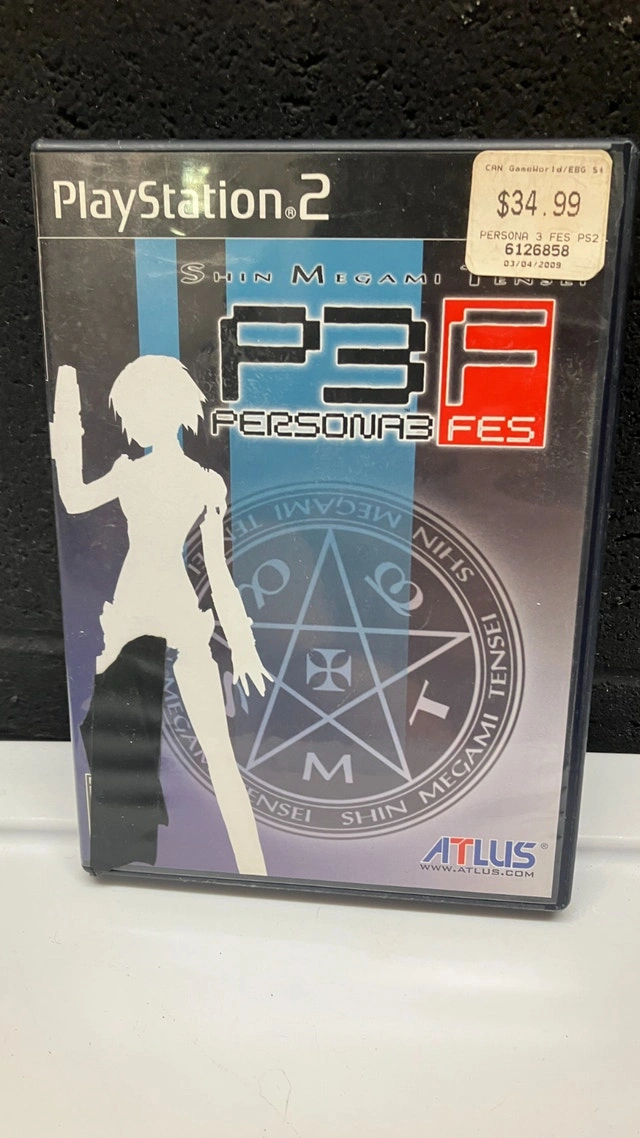 PlayStation®2
CAN GameWorld/EBG St
$34.99
PERSONA 3 FES PS2
6126858
03/04/2009
SHIN MEGAMI TENSEI
P3F
PERSONA3 FES
SHIN MEGAMI TENSEI
SHIN MEGAMI TENSEI
M T
ATLUS®
WWW.ATLUS.COM